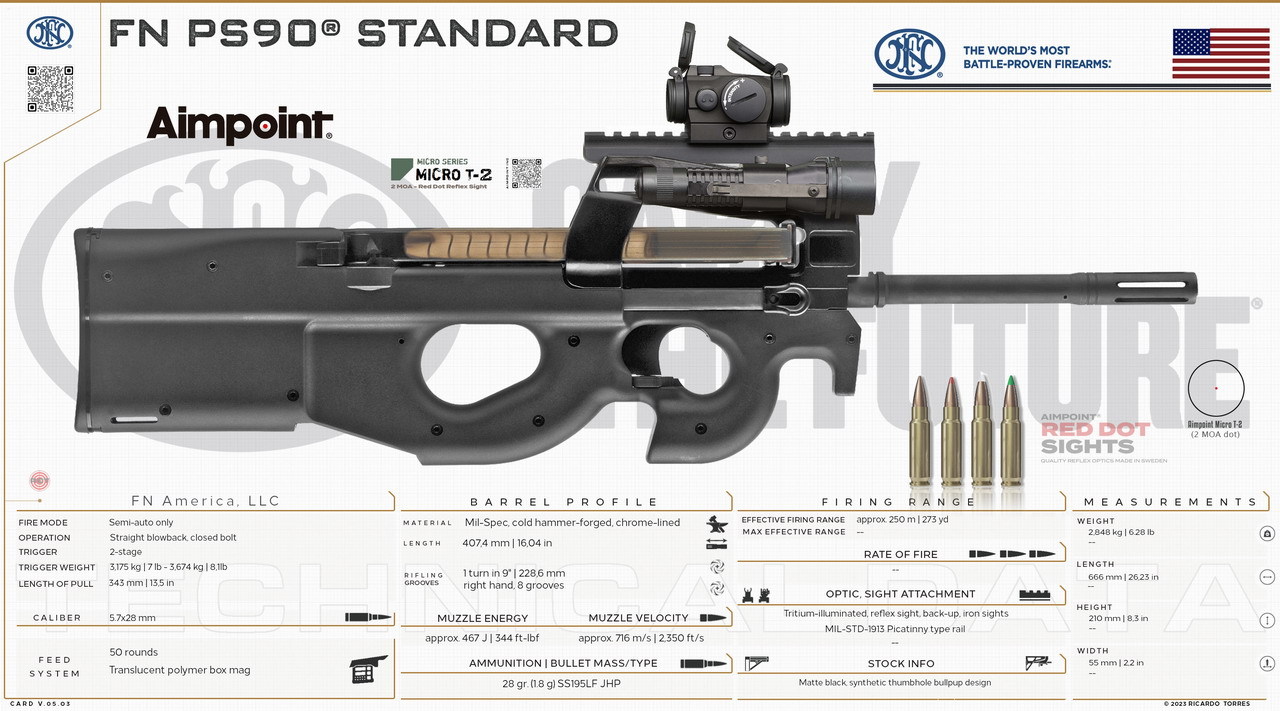 FN PS90® STANDARD
FN®
THE WORLD'S MOST
BATTLE-PROVEN FIREARMS.®
Aimpoint®
MICRO SERIES
MICRO T-2
2 MOA - Red Dot Reflex Sight
CARRY
THE FUTURE®
AIMPOINT®
RED DOT
SIGHTS
QUALITY REFLEX OPTICS MADE IN SWEDEN
Aimpoint Micro T-2
(2 MOA dot)
TECHNICAL DATA
FN America, LLC
FIRE MODE Semi-auto only
OPERATION Straight blowback, closed bolt
TRIGGER 2-stage
TRIGGER WEIGHT 3,175 kg | 7 lb - 3,674 kg | 8,1lb
LENGTH OF PULL 343 mm | 13,5 in
CALIBER 5.7x28 mm
FEED
SYSTEM
50 rounds
Translucent polymer box mag
BARREL PROFILE
MATERIAL Mil-Spec, cold hammer-forged, chrome-lined
LENGTH 407,4 mm | 16,04 in
RIFLING
GROOVES
1 turn in 9" | 228,6 mm
right hand, 8 grooves
MUZZLE ENERGY MUZZLE VELOCITY
approx. 467 J | 344 ft-lbf approx. 716 m/s | 2,350 ft/s
AMMUNITION | BULLET MASS/TYPE
28 gr. (1.8 g) SS195LF JHP
FIRING RANGE
EFFECTIVE FIRING RANGE approx. 250 m | 273 yd
MAX EFFECTIVE RANGE --
RATE OF FIRE
--
OPTIC, SIGHT ATTACHMENT
Tritium-illuminated, reflex sight, back-up, iron sights
MIL-STD-1913 Picatinny type rail
--
STOCK INFO
Matte black, synthetic thumbhole bullpup design
MEASUREMENTS
WEIGHT
2,848 kg | 6.28 lb
--
LENGTH
666 mm | 26,23 in
--
HEIGHT
210 mm | 8,3 in
--
WIDTH
55 mm | 2,2 in
--
CARD V.05.03
© 2023 RICARDO TORRES